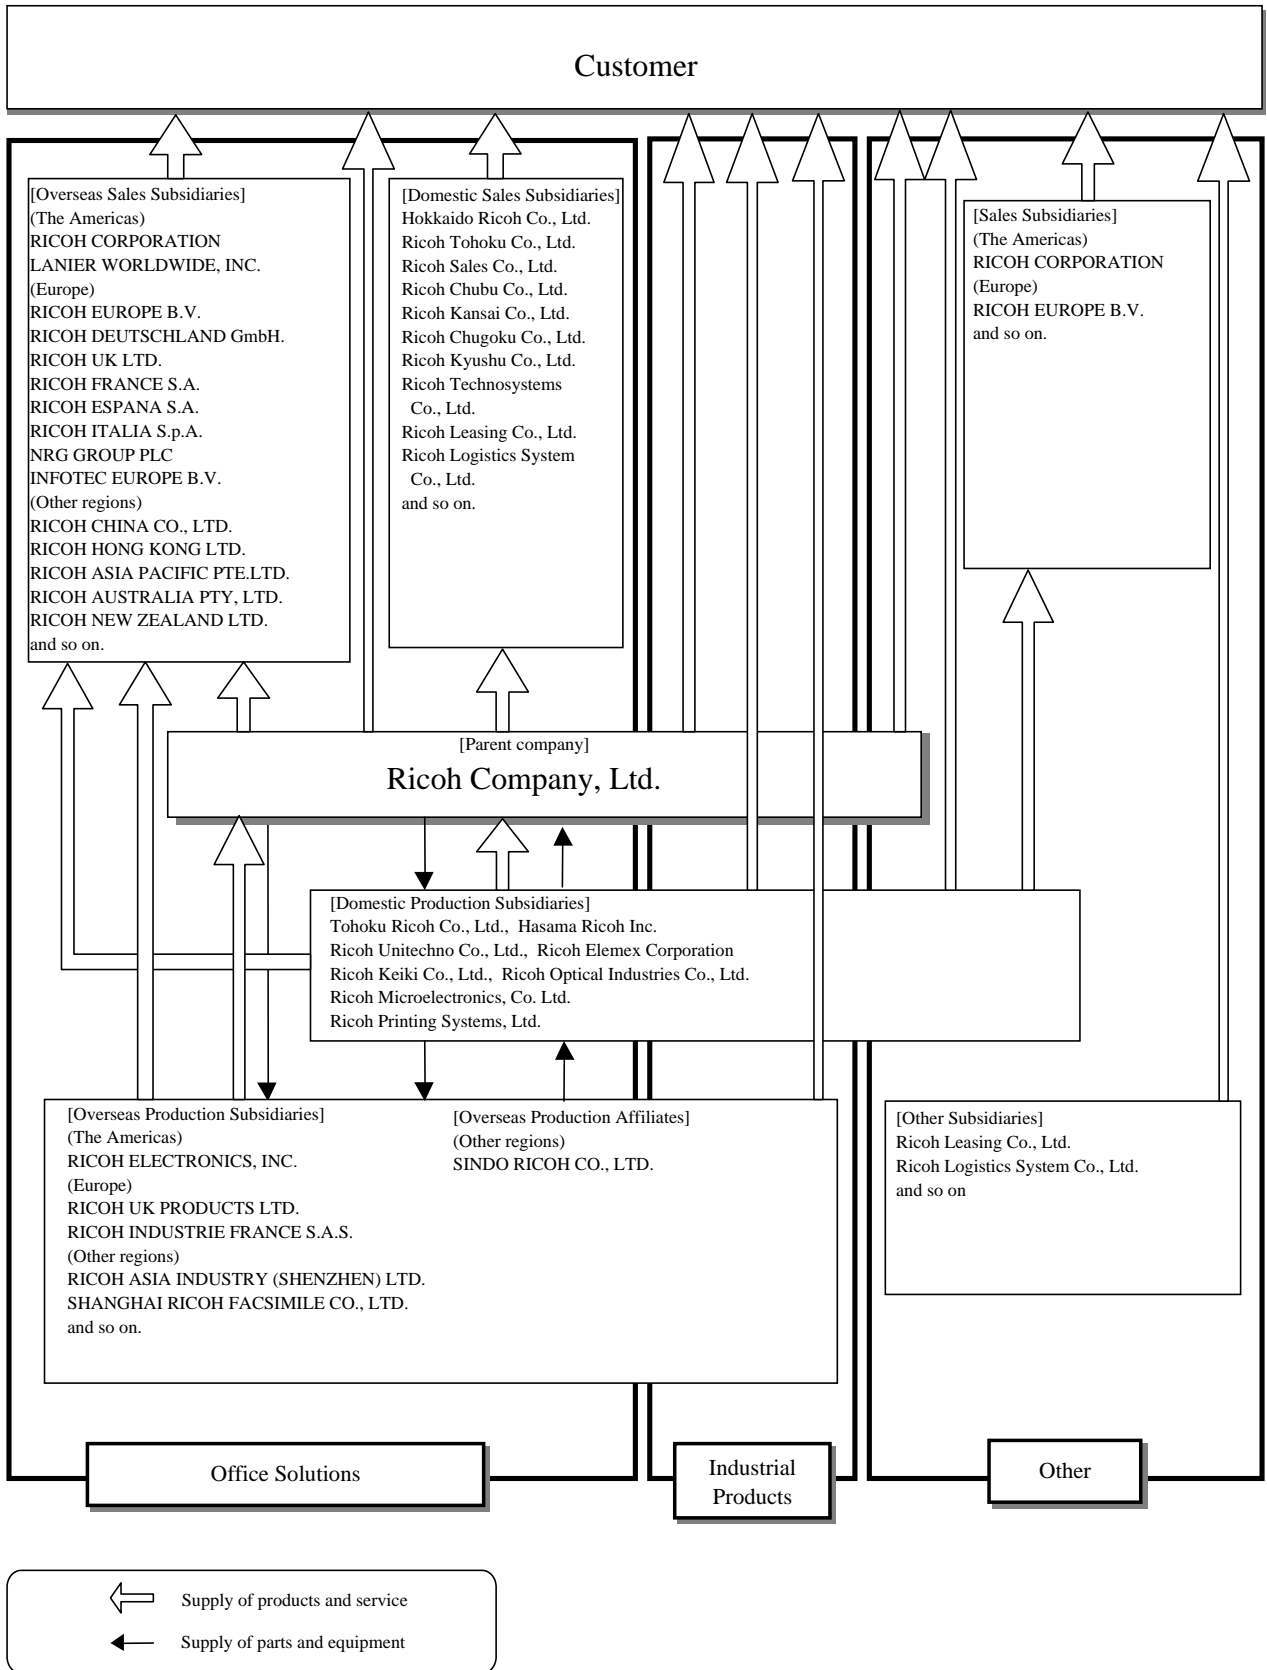 Customer
[Overseas Sales Subsidiaries]
(The Americas)
RICOH CORPORATION
LANIER WORLDWIDE, INC.
(Europe)
RICOH EUROPE B.V.
RICOH DEUTSCHLAND GmbH.
RICOH UK LTD.
RICOH FRANCE S.A.
RICOH ESPANA S.A.
RICOH ITALIA S.p.A.
NRG GROUP PLC
INFOTEC EUROPE B.V.
(Other regions)
RICOH CHINA CO., LTD.
RICOH HONG KONG LTD.
RICOH ASIA PACIFIC PTE.LTD.
RICOH AUSTRALIA PTY, LTD.
RICOH NEW ZEALAND LTD.
and so on.
[Domestic Sales Subsidiaries]
Hokkaido Ricoh Co., Ltd.
Ricoh Tohoku Co., Ltd.
Ricoh Sales Co., Ltd.
Ricoh Chubu Co., Ltd.
Ricoh Kansai Co., Ltd.
Ricoh Chugoku Co., Ltd.
Ricoh Kyushu Co., Ltd.
Ricoh Technosystems
Co., Ltd.
Ricoh Leasing Co., Ltd.
Ricoh Logistics System
Co., Ltd.
and so on.
[Sales Subsidiaries]
(The Americas)
RICOH CORPORATION
(Europe)
RICOH EUROPE B.V.
and so on.
[Parent company]
Ricoh Company, Ltd.
[Domestic Production Subsidiaries]
Tohoku Ricoh Co., Ltd., Hasama Ricoh Inc.
Ricoh Unitechno Co., Ltd., Ricoh Elemex Corporation
Ricoh Keiki Co., Ltd., Ricoh Optical Industries Co., Ltd.
Ricoh Microelectronics, Co. Ltd.
Ricoh Printing Systems, Ltd.
[Overseas Production Subsidiaries]
(The Americas)
RICOH ELECTRONICS, INC.
(Europe)
RICOH UK PRODUCTS LTD.
RICOH INDUSTRIE FRANCE S.A.S.
(Other regions)
RICOH ASIA INDUSTRY (SHENZHEN) LTD.
SHANGHAI RICOH FACSIMILE CO., LTD.
and so on.
[Overseas Production Affiliates]
(Other regions)
SINDO RICOH CO., LTD.
[Other Subsidiaries]
Ricoh Leasing Co., Ltd.
Ricoh Logistics System Co., Ltd.
and so on
Office Solutions
Industrial
Products
Other
Supply of products and service
Supply of parts and equipment